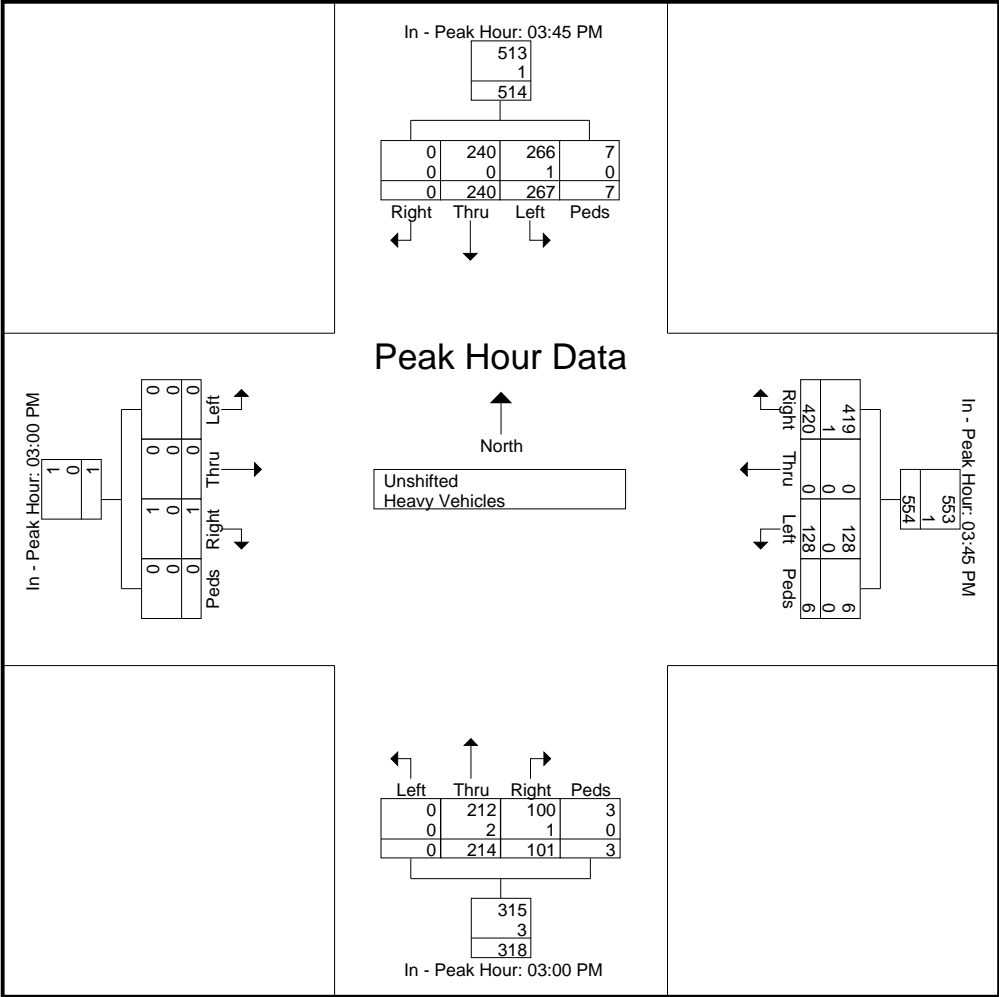 In - Peak Hour: 03:45 PM
513
1
514
0 240 266 7
0 0 1 0
0 240 267 7
Right Thru Left Peds
Peak Hour Data
North
Unshifted
Heavy Vehicles
In - Peak Hour: 03:00 PM
1
0
1
0 0 0 Left
0 0 0 Thru
1 0 1 Right
0 0 0 Peds
In - Peak Hour: 03:45 PM
553
1
554
Right 420 1 419
Thru 0 0 0
Left 128 0 128
Peds 6 0 6
Left Thru Right Peds
0 212 100 3
0 2 1 0
0 214 101 3
315
3
318
In - Peak Hour: 03:00 PM